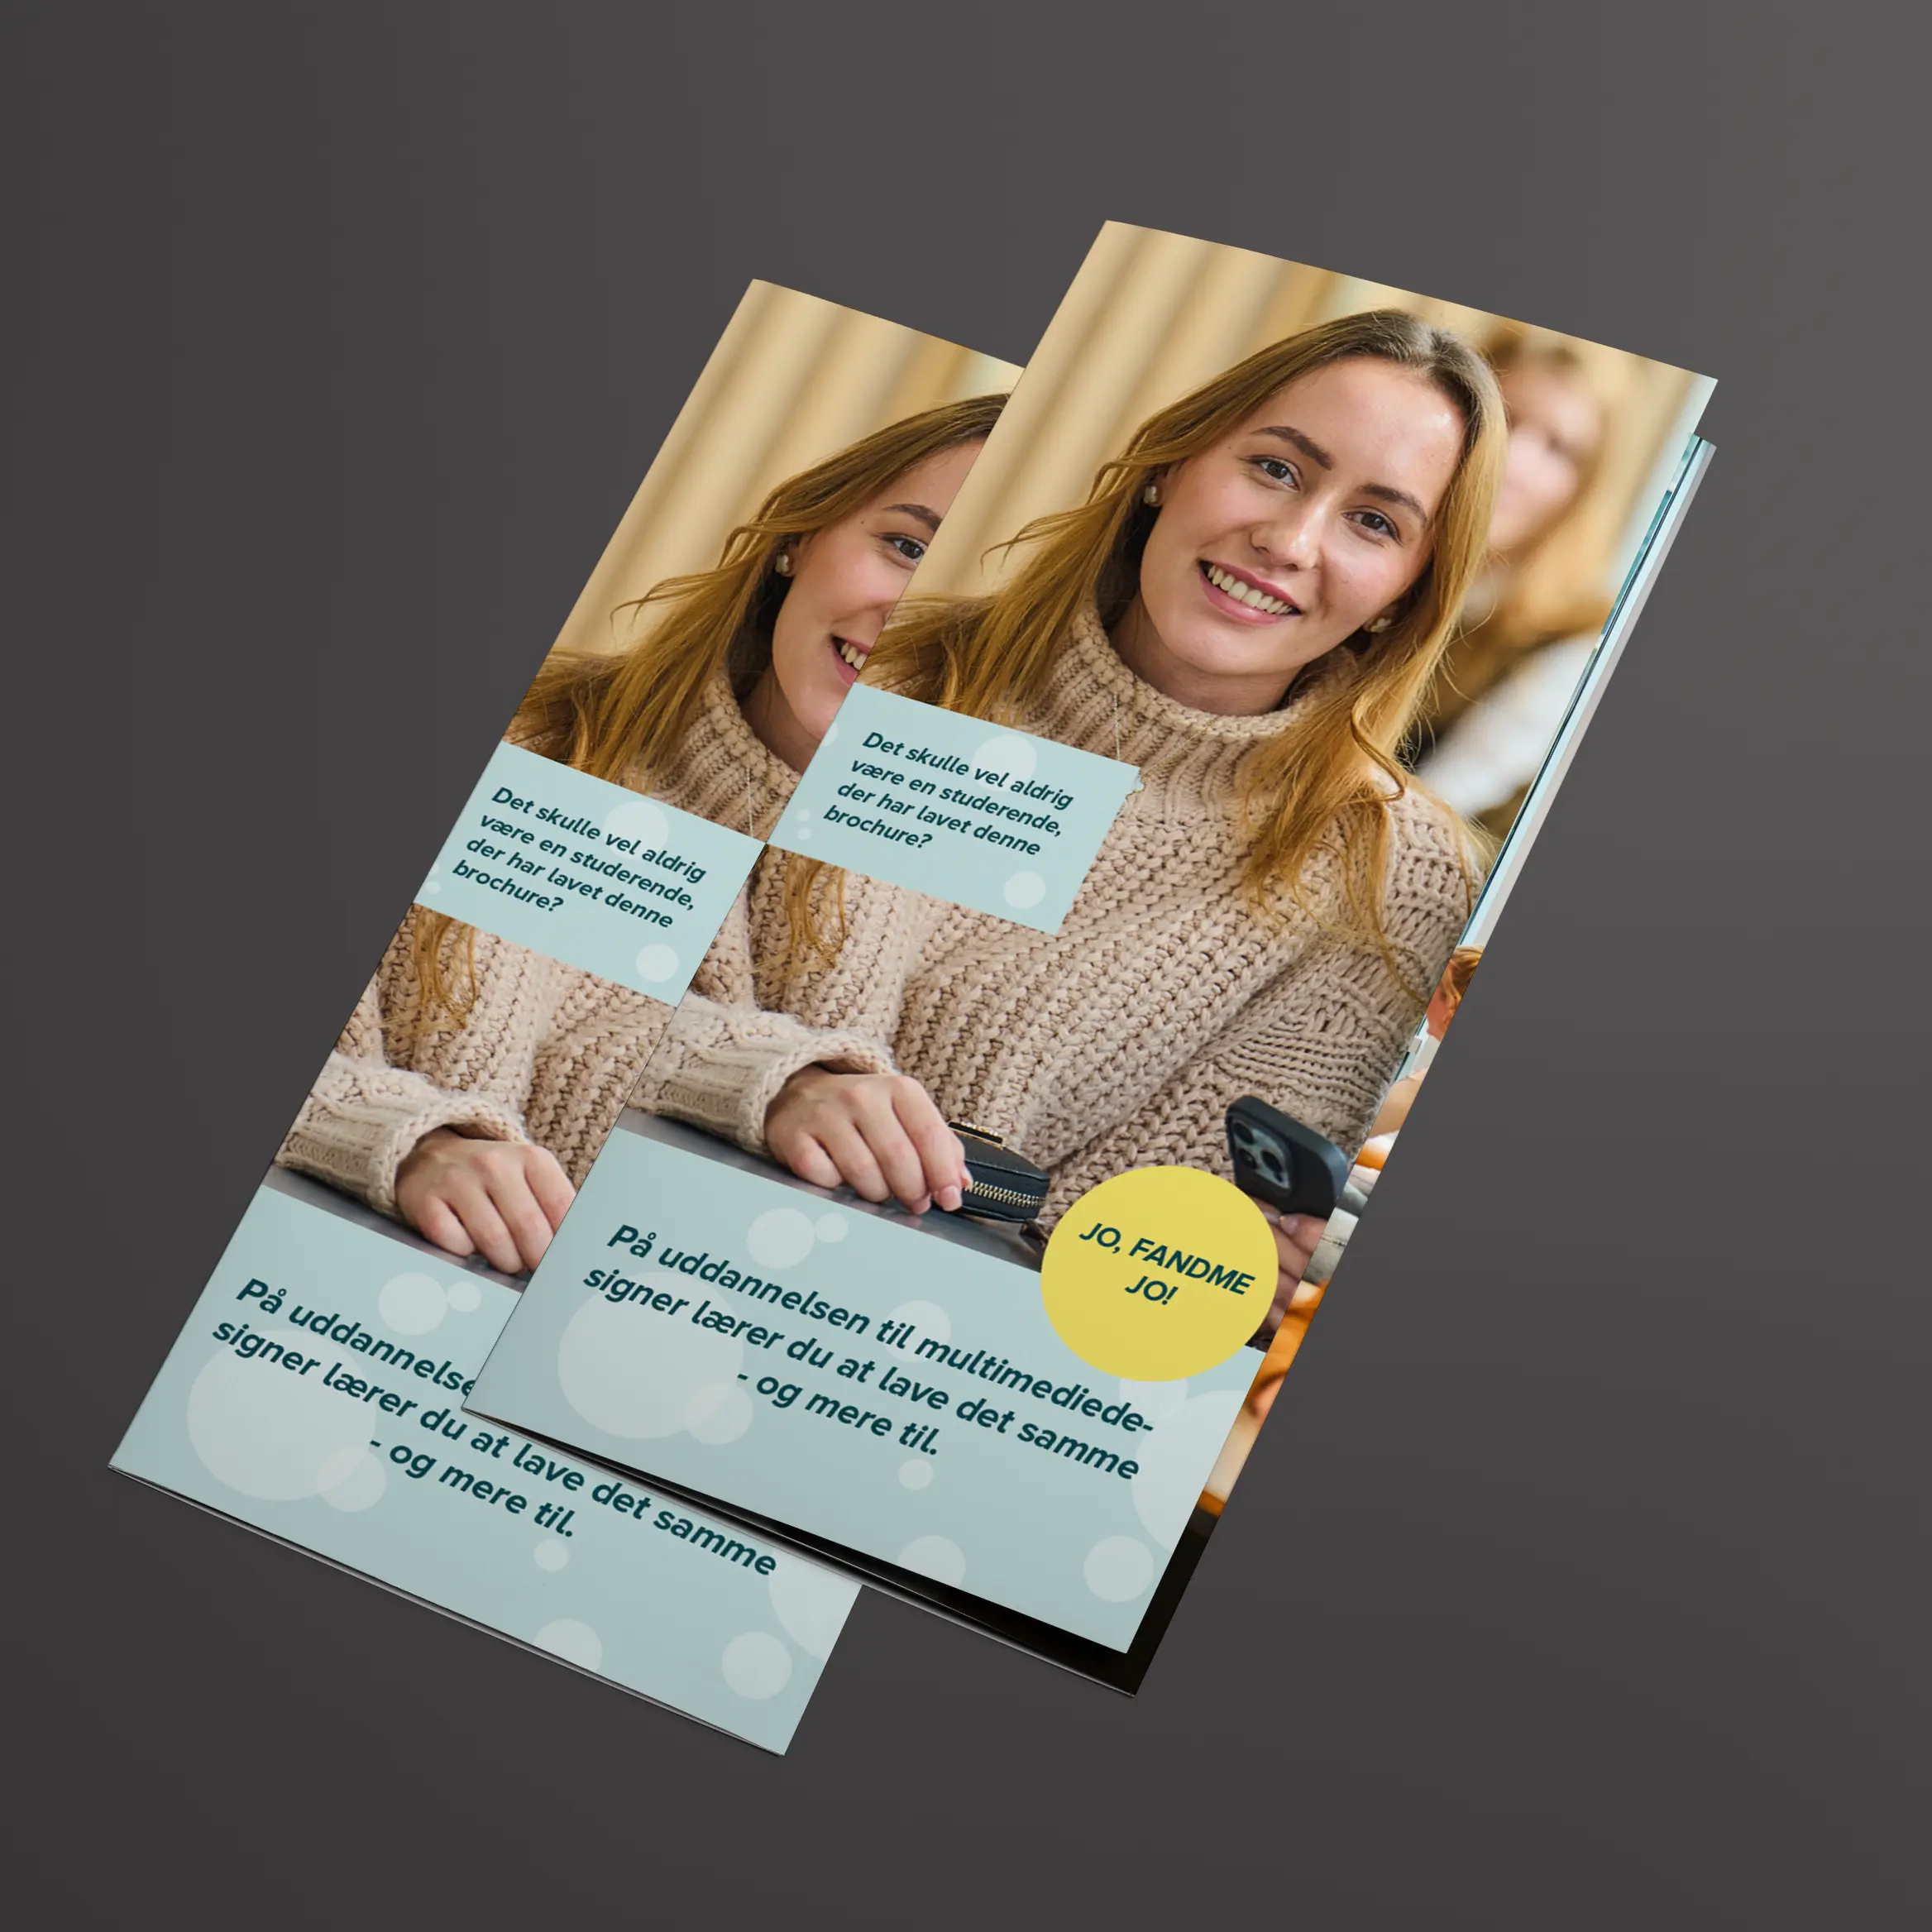 Det skulle vel aldrig
være en studerende,
der har lavet denne
brochure?
JO, FANDME
JO!
På uddannelsen til multimediede-
signer lærer du at lave det samme
- og mere til.
Det skulle vel aldrig
være en studerende,
der har lavet denne
brochure?
På uddannelse
signer lærer du at lave det samme
- og mere til.